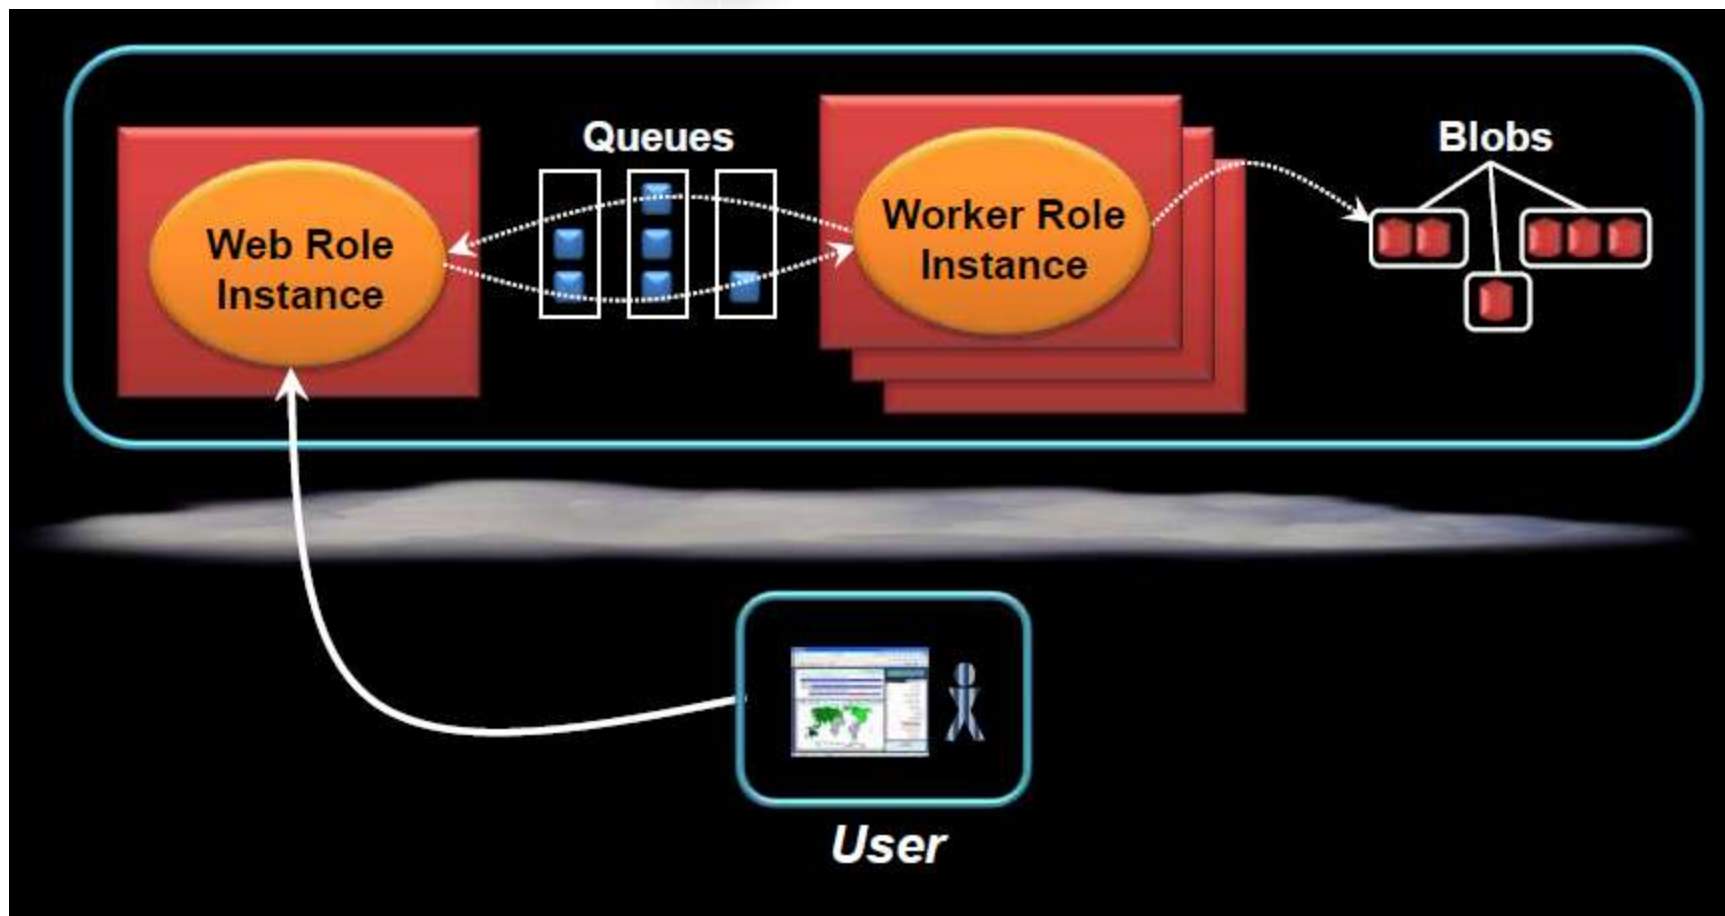 Queues
Blobs
Web Role
Instance
Worker Role
Instance
User